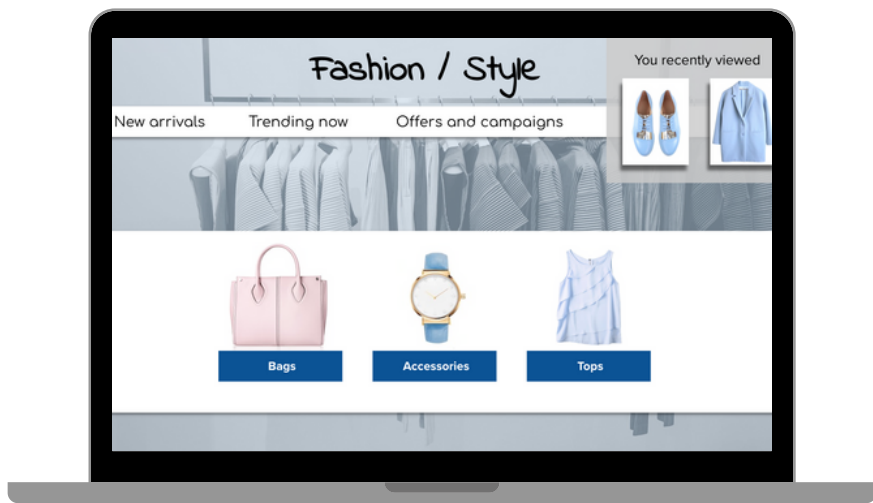 Fashion / Style
You recently viewed
New arrivals Trending now Offers and campaigns
Bags Accessories Tops